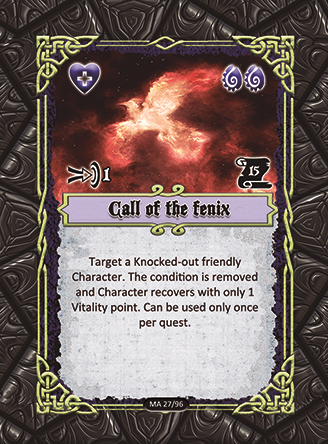 1
15
Call of the fenix
Target a Knocked-out friendly
Character. The condition is removed
and Character recovers with only 1
Vitality point. Can be used only once
per quest.
MA 27/96